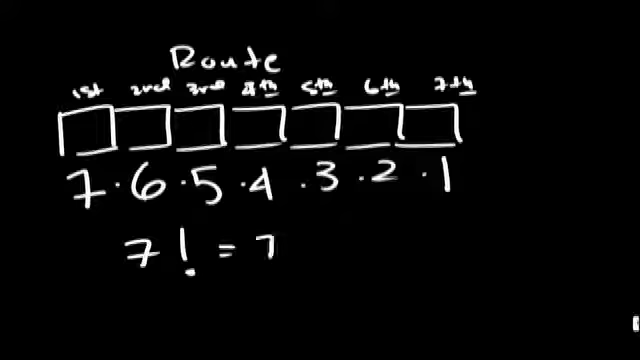 Route
1st 2nd 3rd 4th 5th 6th 7th
7 · 6 · 5 · 4 · 3 · 2 · 1
7! = 7